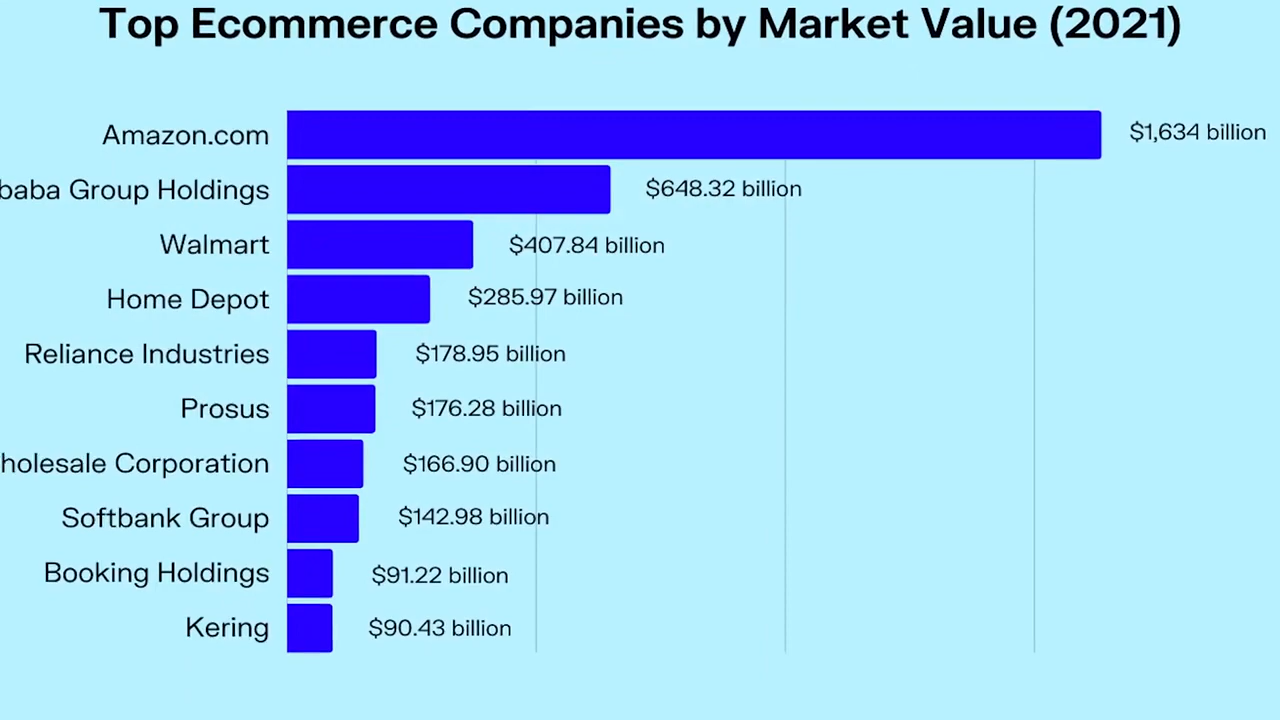 Top Ecommerce Companies by Market Value (2021)
Amazon.com $1,634 billion
baba Group Holdings $648.32 billion
Walmart $407.84 billion
Home Depot $285.97 billion
Reliance Industries $178.95 billion
Prosus $176.28 billion
holesale Corporation $166.90 billion
Softbank Group $142.98 billion
Booking Holdings $91.22 billion
Kering $90.43 billion